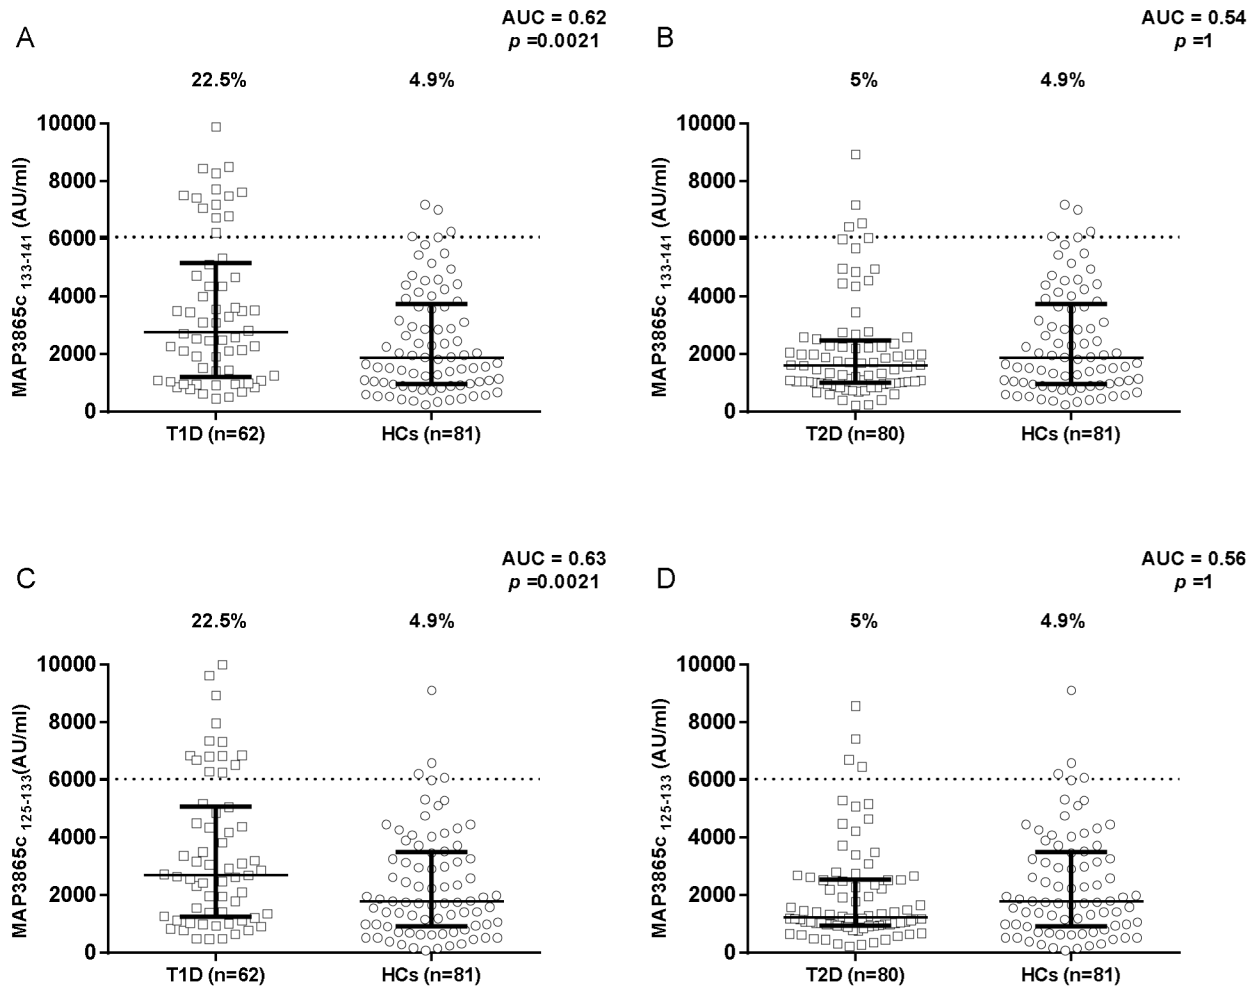 A
AUC = 0.62
p =0.0021
22.5%
4.9%
MAP3865c 133-141 (AU/ml)
10000
8000
6000
4000
2000
0
T1D (n=62)
HCs (n=81)
B
AUC = 0.54
p =1
5%
4.9%
MAP3865c 133-141 (AU/ml)
10000
8000
6000
4000
2000
0
T2D (n=80)
HCs (n=81)
C
AUC = 0.63
p =0.0021
22.5%
4.9%
MAP3865c 125-133(AU/ml)
10000
8000
6000
4000
2000
0
T1D (n=62)
HCs (n=81)
D
AUC = 0.56
p =1
5%
4.9%
MAP3865c 125-133 (AU/ml)
10000
8000
6000
4000
2000
0
T2D (n=80)
HCs (n=81)